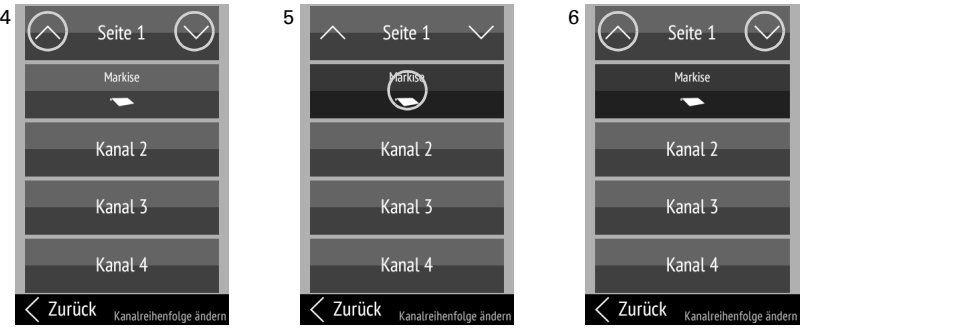 4
Seite 1
Markise
Kanal 2
Kanal 3
Kanal 4
Zurück
Kanalreihenfolge ändern
5
Seite 1
Markise
Kanal 2
Kanal 3
Kanal 4
Zurück
Kanalreihenfolge ändern
6
Seite 1
Markise
Kanal 2
Kanal 3
Kanal 4
Zurück
Kanalreihenfolge ändern